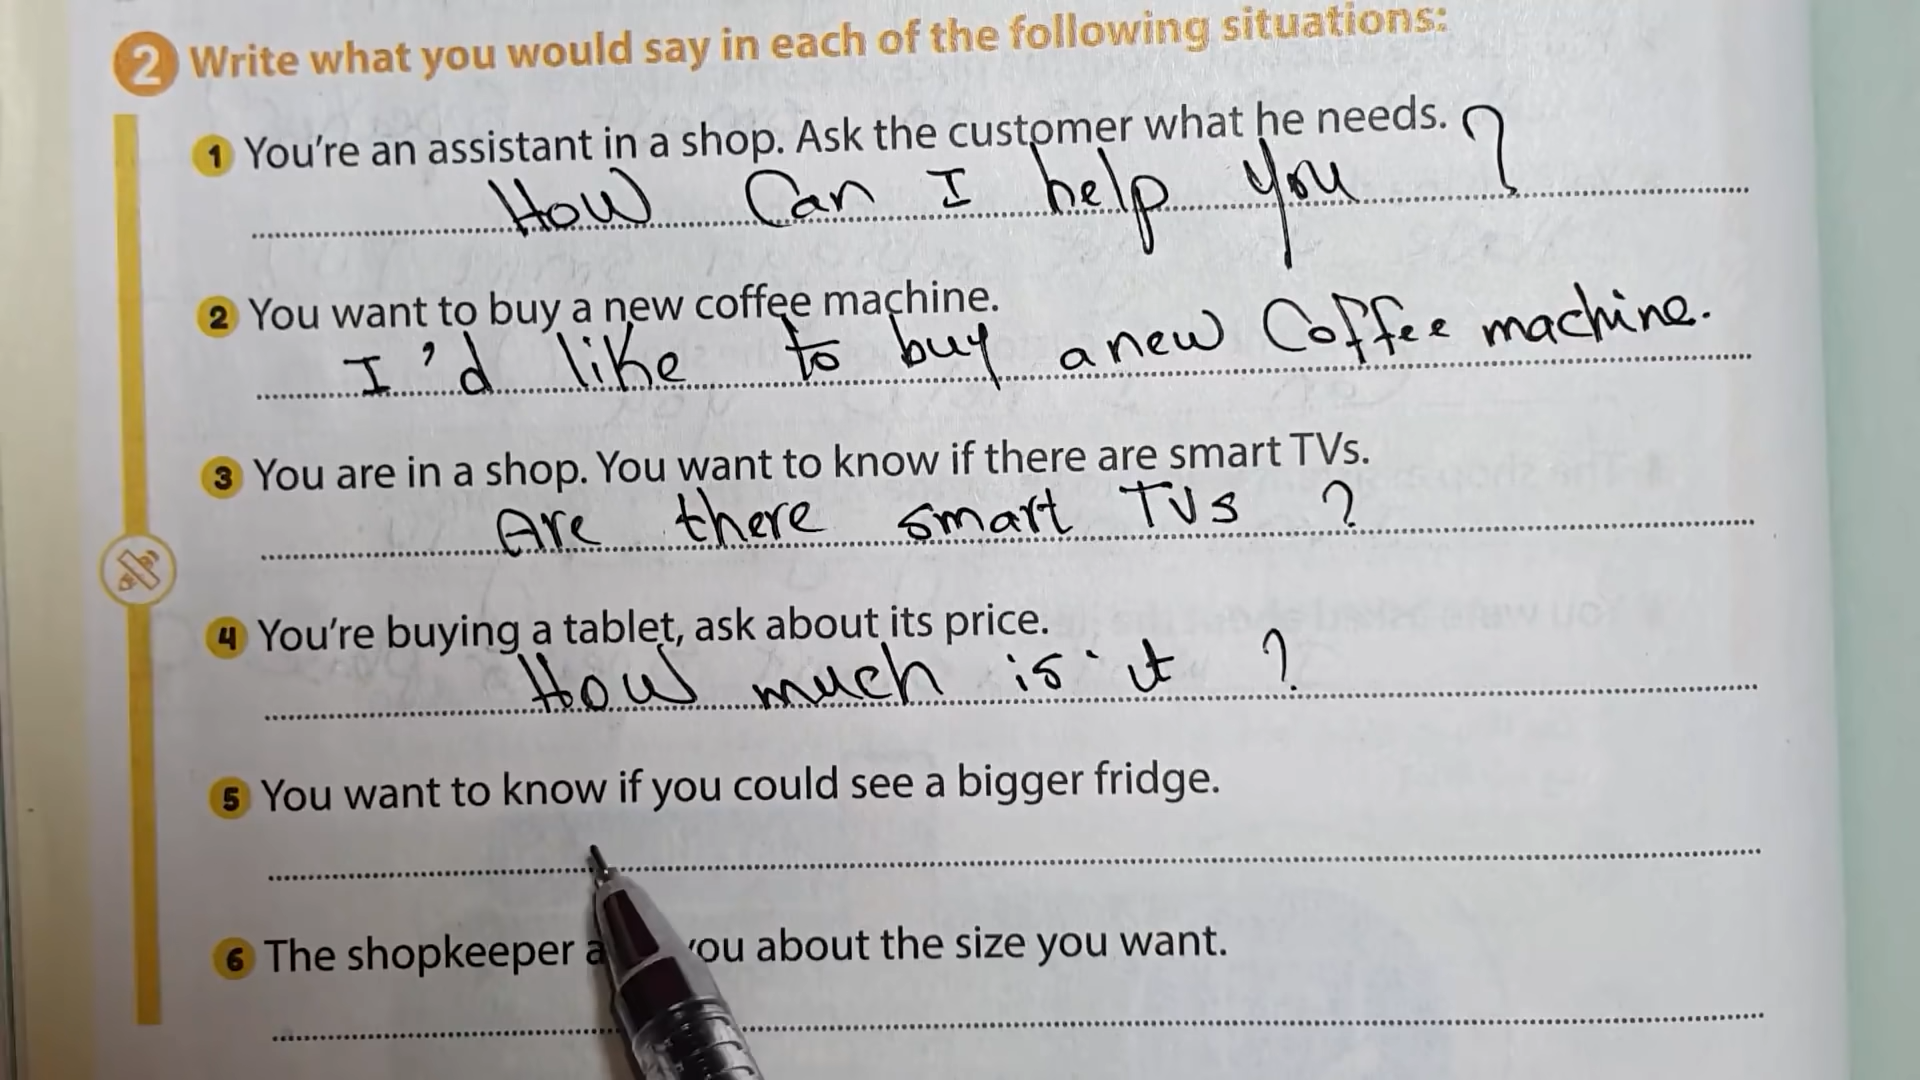 2 Write what you would say in each of the following situations:
1 You're an assistant in a shop. Ask the customer what he needs.
How Can I help you ?
2 You want to buy a new coffee machine.
I'd like to buy a new Coffee machine.
3 You are in a shop. You want to know if there are smart TVs.
Are there smart TVs ?
4 You're buying a tablet, ask about its price.
How much is it ?
5 You want to know if you could see a bigger fridge.
6 The shopkeeper about the size you want.